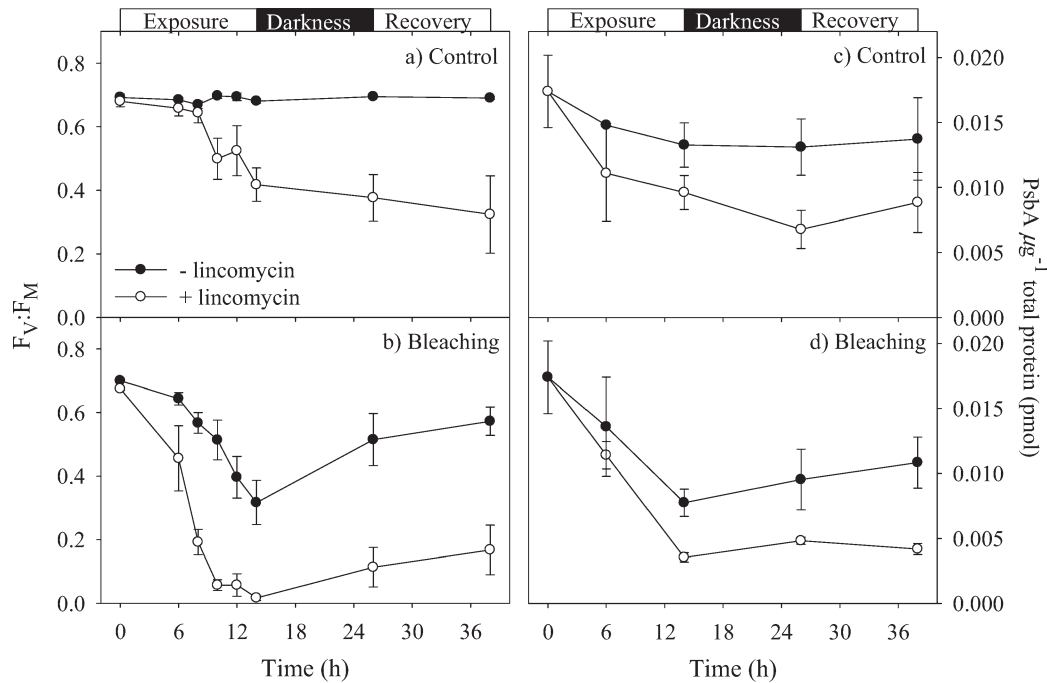 Exposure Darkness Recovery
Exposure Darkness Recovery
a) Control
0.8
0.6
0.4
0.2
0.0
- lincomycin
+ lincomycin
b) Bleaching
0.8
0.6
0.4
0.2
0.0
F_V:F_M
0 6 12 18 24 30 36
Time (h)
c) Control
0.020
0.015
0.010
0.005
0.000
d) Bleaching
0.020
0.015
0.010
0.005
0.000
PsbA μg⁻¹ total protein (pmol)
0 6 12 18 24 30 36
Time (h)